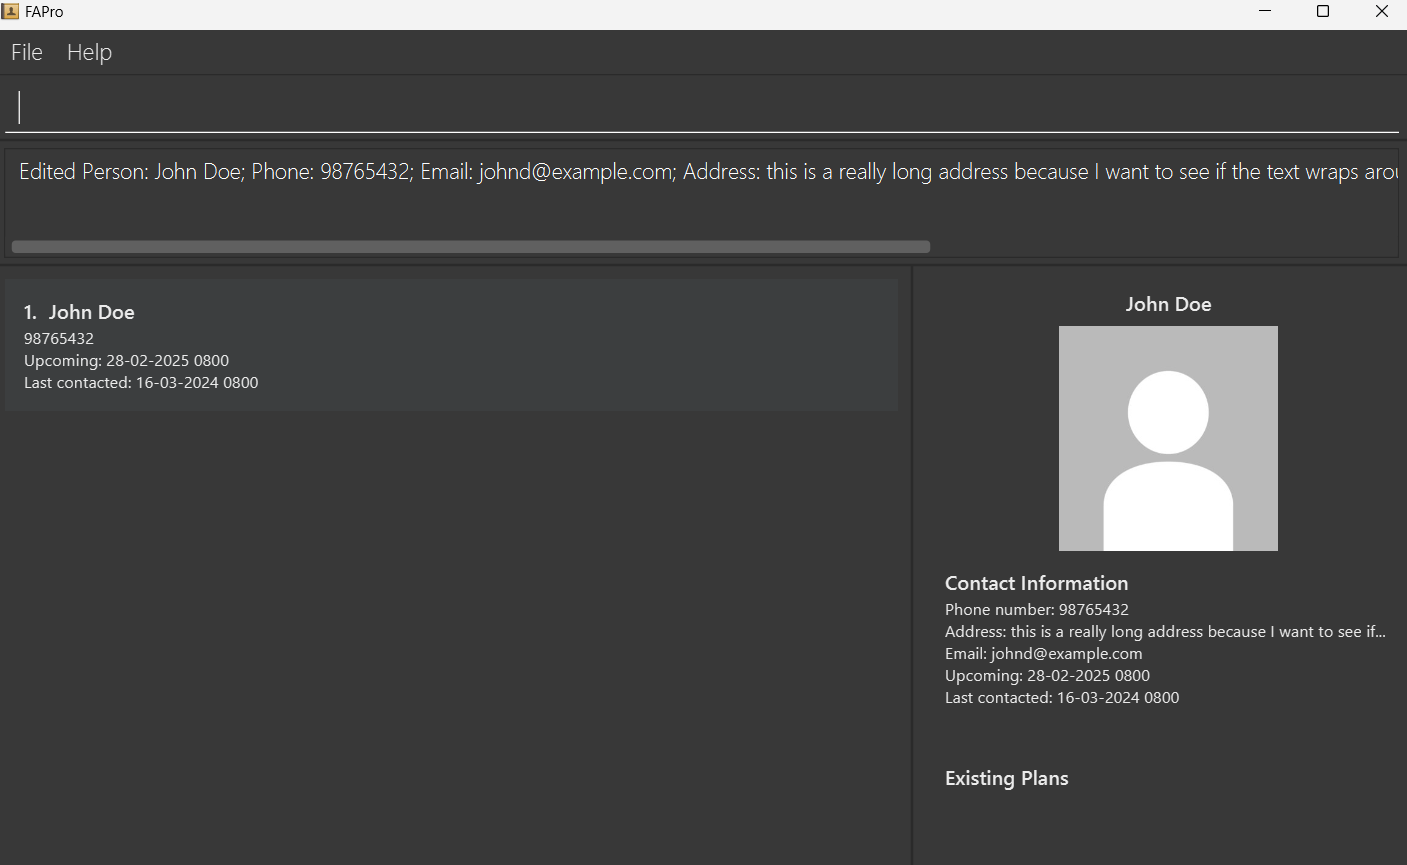 FAPro
File Help
Edited Person: John Doe; Phone: 98765432; Email: johnd@example.com; Address: this is a really long address because I want to see if the text wraps
1. John Doe
98765432
Upcoming: 28-02-2025 0800
Last contacted: 16-03-2024 0800
John Doe
Contact Information
Phone number: 98765432
Address: this is a really long address because I want to see if...
Email: johnd@example.com
Upcoming: 28-02-2025 0800
Last contacted: 16-03-2024 0800
Existing Plans